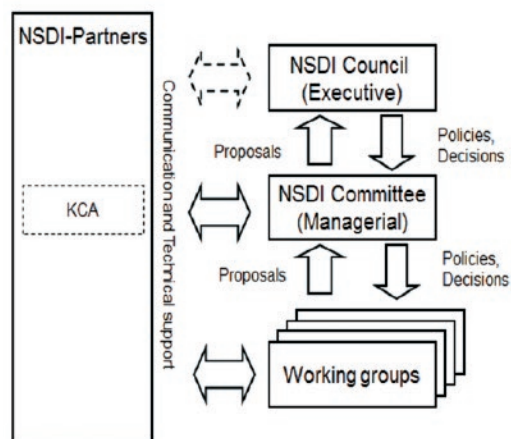 NSDI-Partners
KCA
Communication and Technical support
NSDI Council
(Executive)
Proposals
Policies,
Decisions
NSDI Committee
(Managerial)
Proposals
Policies,
Decisions
Working groups